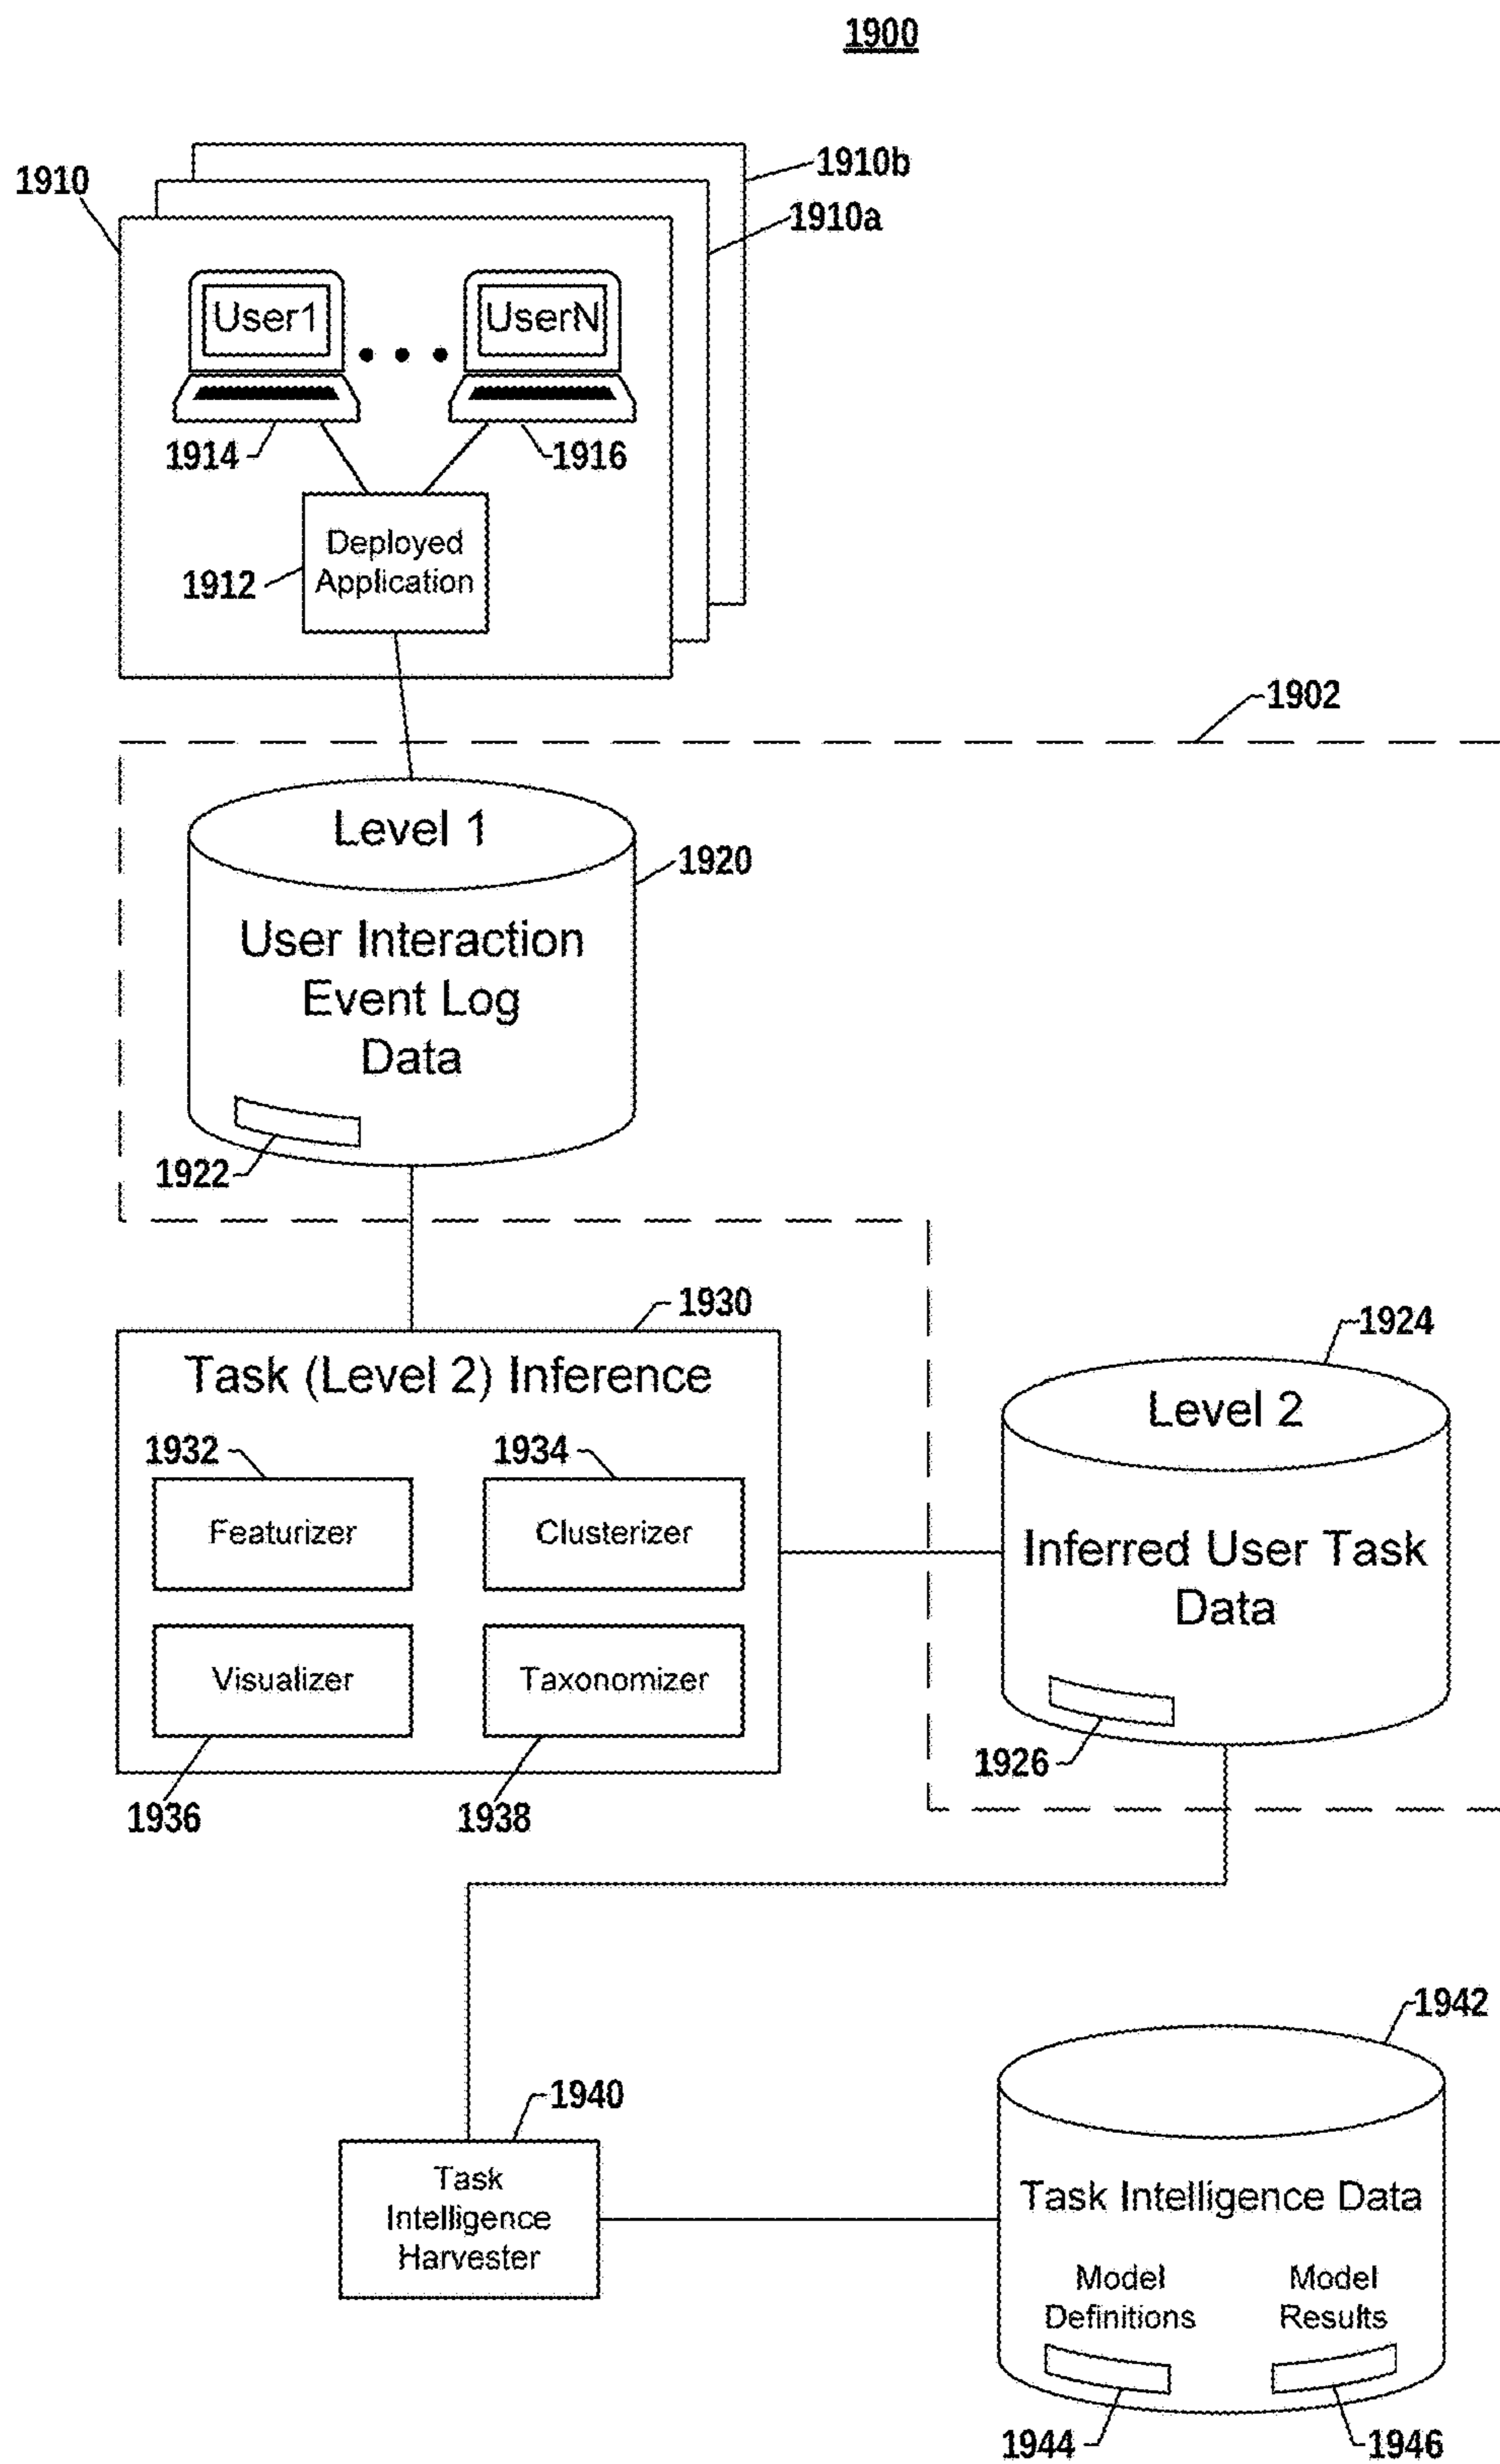 1900
1910b
1910
1910a
User1
UserN
1914
1916
Deployed
Application
1912
1902
Level 1
1920
User Interaction
Event Log
Data
1922
1930
1924
Task (Level 2) Inference
Level 2
1932
1934
Featurizer
Clusterizer
Inferred User Task
Data
Visualizer
Taxonomizer
1926
1936
1938
1942
1940
Task
Intelligence
Harvester
Task Intelligence Data
Model
Definitions
Model
Results
1944
1946